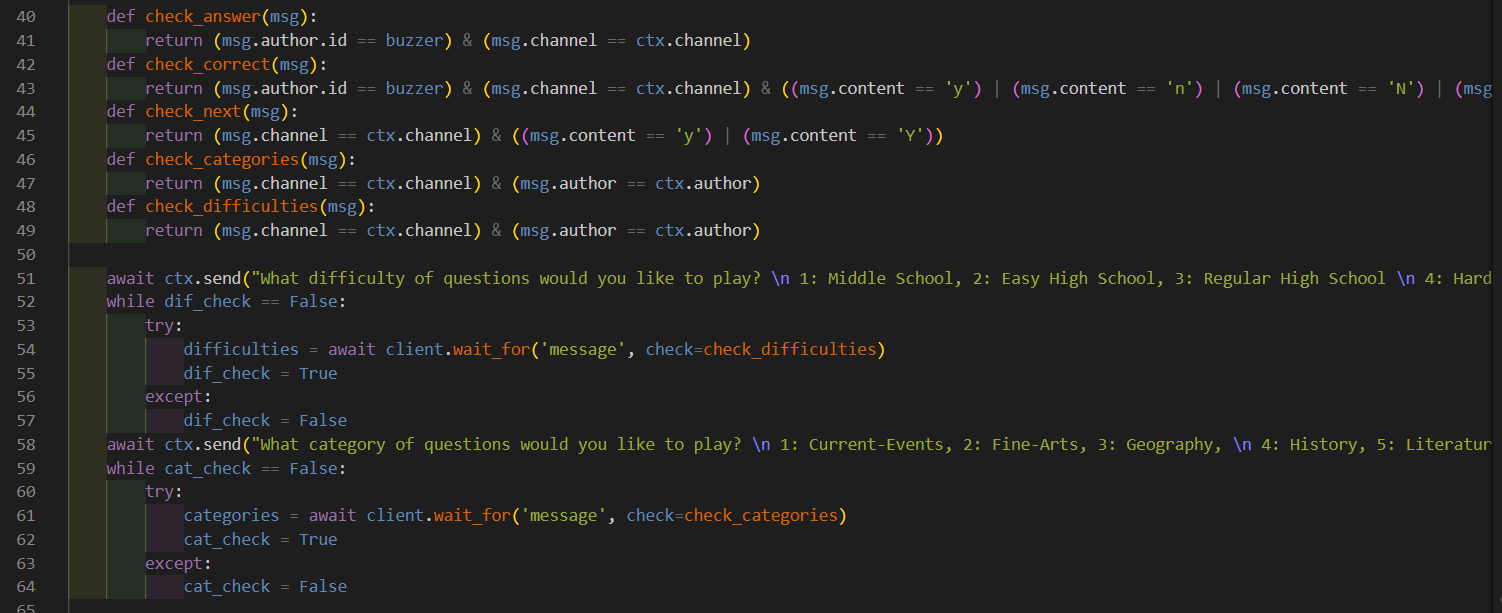 40 def check_answer(msg):
41 return (msg.author.id == buzzer) & (msg.channel == ctx.channel)
42 def check_correct(msg):
43 return (msg.author.id == buzzer) & (msg.channel == ctx.channel) & ((msg.content == 'y') | (msg.content == 'n') | (msg.content == 'N') | (msg
44 def check_next(msg):
45 return (msg.channel == ctx.channel) & ((msg.content == 'y') | (msg.content == 'Y'))
46 def check_categories(msg):
47 return (msg.channel == ctx.channel) & (msg.author == ctx.author)
48 def check_difficulties(msg):
49 return (msg.channel == ctx.channel) & (msg.author == ctx.author)
50
51 await ctx.send("What difficulty of questions would you like to play? \n 1: Middle School, 2: Easy High School, 3: Regular High School \n 4: Hard
52 while dif_check == False:
53 try:
54 difficulties = await client.wait_for('message', check=check_difficulties)
55 dif_check = True
56 except:
57 dif_check = False
58 await ctx.send("What category of questions would you like to play? \n 1: Current-Events, 2: Fine-Arts, 3: Geography, \n 4: History, 5: Literatur
59 while cat_check == False:
60 try:
61 categories = await client.wait_for('message', check=check_categories)
62 cat_check = True
63 except:
64 cat_check = False
65